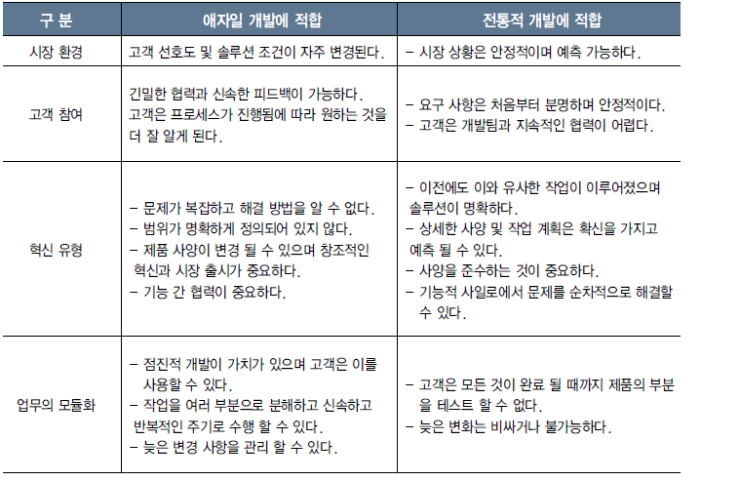 구 분
애자일 개발에 적합
전통적 개발에 적합
시장 환경
고객 선호도 및 솔루션 조건이 자주 변경된다.
– 시장 상황은 안정적이며 예측 가능하다.
고객 참여
긴밀한 협력과 신속한 피드백이 가능하다.
고객은 프로세스가 진행됨에 따라 원하는 것을
더 잘 알게 된다.
– 요구 사항은 처음부터 분명하며 안정적이다.
– 고객은 개발팀과 지속적인 협력이 어렵다.
혁신 유형
– 문제가 복잡하고 해결 방법을 알 수 없다.
– 범위가 명확하게 정의되어 있지 않다.
– 제품 사양이 변경 될 수 있으며 창조적인
혁신과 시장 출시가 중요하다.
– 기능 간 협력이 중요하다.
– 이전에도 이와 유사한 작업이 이루어졌으며
솔루션이 명확하다.
– 상세한 사양 및 작업 계획은 확신을 가지고
예측 될 수 있다.
– 사양을 준수하는 것이 중요하다.
– 기능적 사일로에서 문제를 순차적으로 해결할
수 있다.
업무의 모듈화
– 점진적 개발이 가치가 있으며 고객은 이를
사용할 수 있다.
– 작업을 여러 부분으로 분해하고 신속하고
반복적인 주기로 수행 할 수 있다.
– 늦은 변경 사항을 관리 할 수 있다.
– 고객은 모든 것이 완료 될 때까지 제품의 부분
을 테스트 할 수 없다.
– 늦은 변화는 비싸거나 불가능하다.